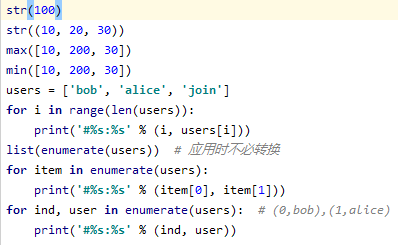 str(100)
str((10, 20, 30))
max([10, 200, 30])
min([10, 200, 30])
users = ['bob', 'alice', 'join']
for i in range(len(users)):
    print('#%s:%s' % (i, users[i]))
list(enumerate(users))  # 应用时不必转换
for item in enumerate(users):
    print('#%s:%s' % (item[0], item[1]))
for ind, user in enumerate(users):  # (0,bob),(1,alice)
    print('#%s:%s' % (ind, user))